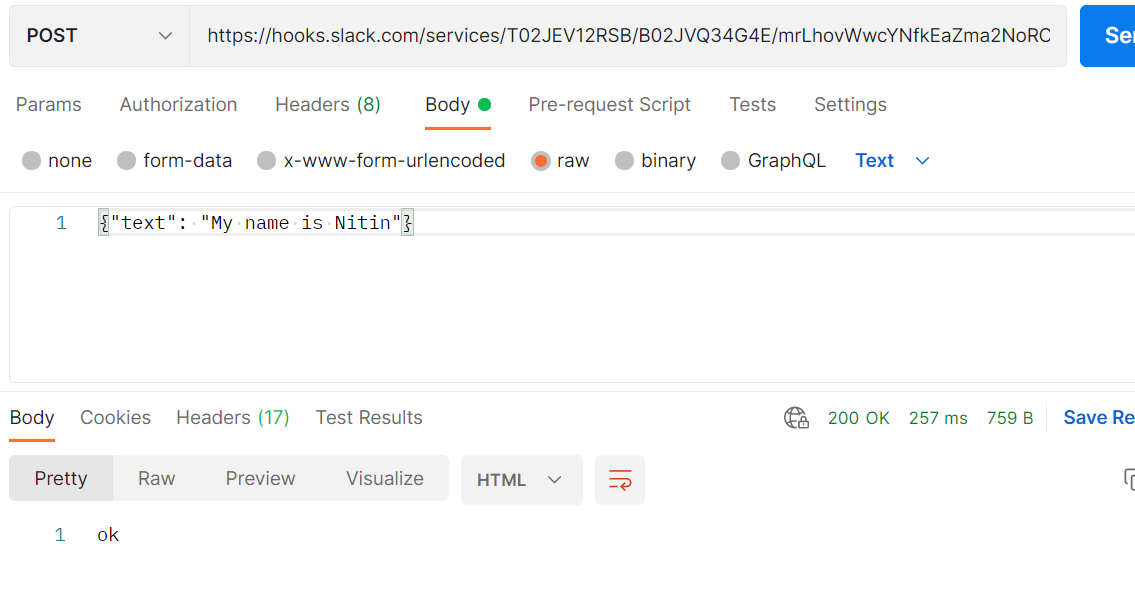 POST https://hooks.slack.com/services/T02JEV12RSB/B02JVQ34G4E/mrLhovWwcYNfkEaZma2NoRC Se
Params Authorization Headers (8) Body Pre-request Script Tests Settings
none form-data x-www-form-urlencoded raw binary GraphQL Text
1 {"text": "My name is Nitin"}
Body Cookies Headers (17) Test Results 200 OK 257 ms 759 B Save Re
Pretty Raw Preview Visualize HTML
1 ok